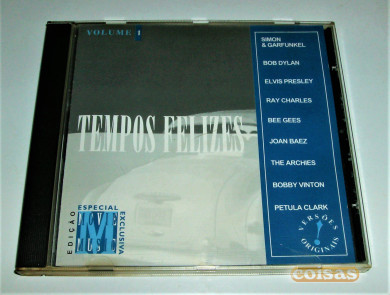 VOLUME 1
SIMON
& GARFUNKEL
BOB DYLAN
ELVIS PRESLEY
RAY CHARLES
BEE GEES
JOAN BAEZ
THE ARCHIES
BOBBY VINTON
PETULA CLARK
TEMPOS FELIZES
EDIÇÃO
ESPECIAL
EXCLUSIVA
M
VERSÕES
ORIGINAIS
coisas